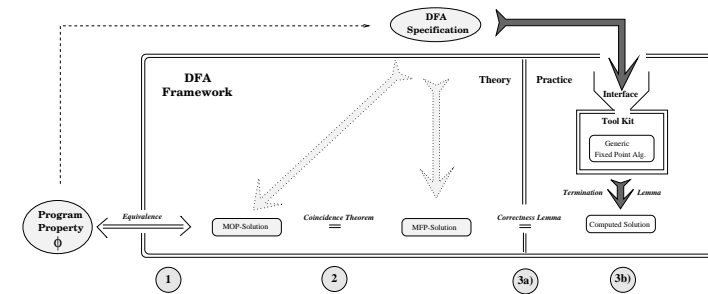 DFA
Specification
DFA
Framework
Theory
Practice
Interface
Tool Kit
Generic
Fixed Point Alg.
Termination
Lemma
Program
Property
ϕ
Equivalence
MOP-Solution
Coincidence Theorem
=
MFP-Solution
Correctness Lemma
=
Computed Solution
1
2
3a)
3b)